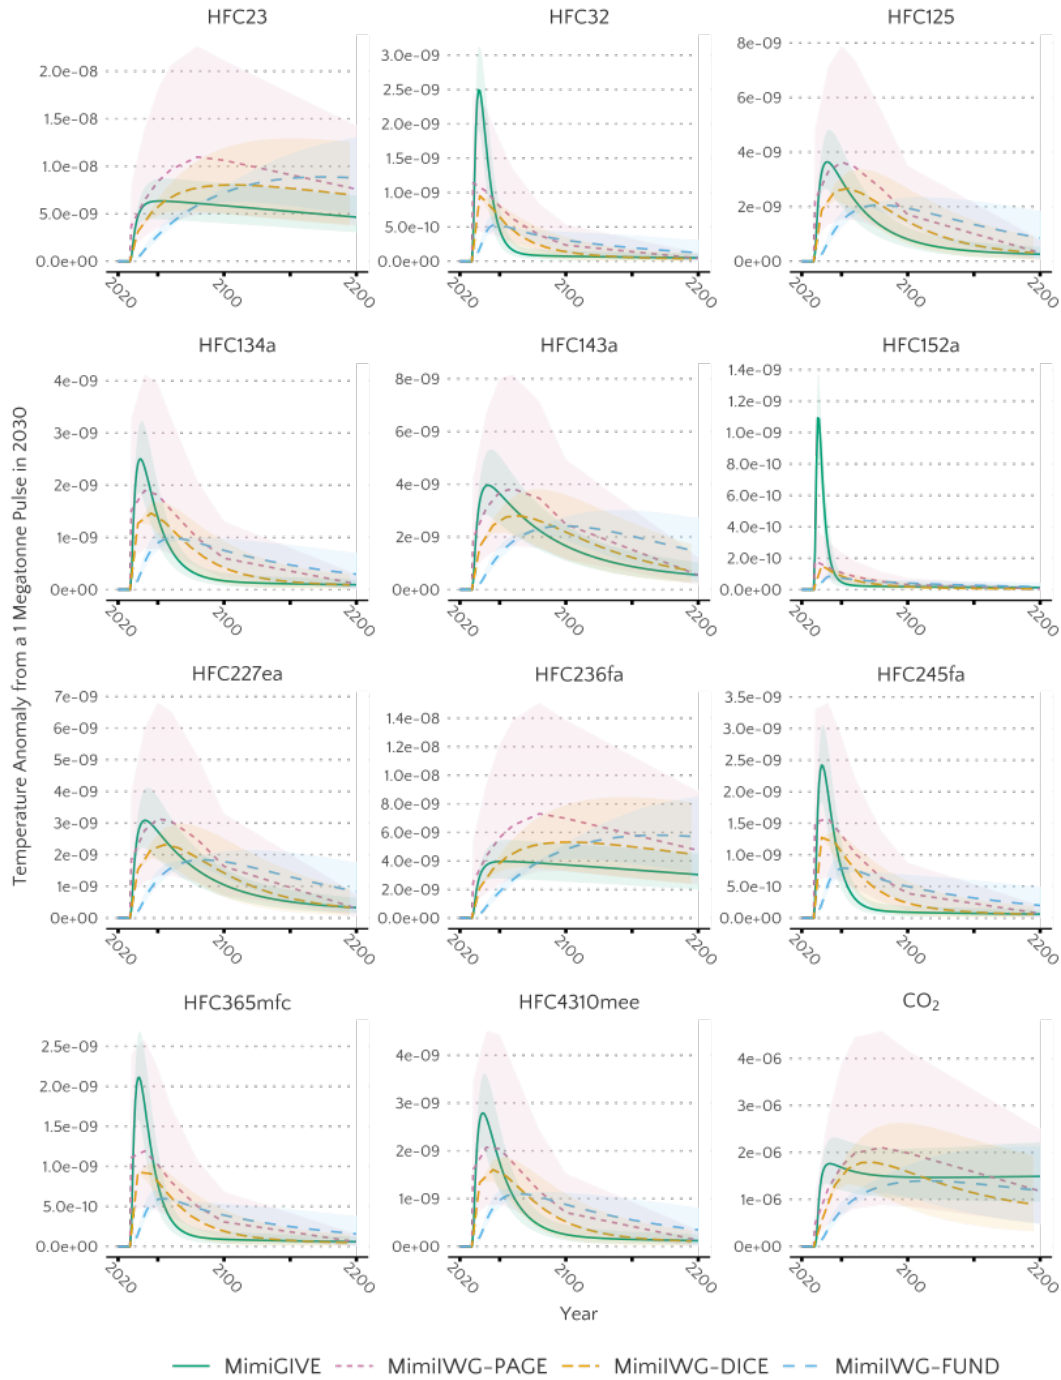 HFC23
HFC32
HFC125
2.0e-08
1.5e-08
1.0e-08
5.0e-09
0.0e+00
3.0e-09
2.5e-09
2.0e-09
1.5e-09
1.0e-09
5.0e-10
0.0e+00
8e-09
6e-09
4e-09
2e-09
0e+00
2020 2100 2200
2020 2100 2200
2020 2100 2200
HFC134a
HFC143a
HFC152a
4e-09
3e-09
2e-09
1e-09
0e+00
8e-09
6e-09
4e-09
2e-09
0e+00
1.4e-09
1.2e-09
1.0e-09
8.0e-10
6.0e-10
4.0e-10
2.0e-10
0.0e+00
2020 2100 2200
2020 2100 2200
2020 2100 2200
Temperature Anomaly from a 1 Megatonne Pulse in 2030
HFC227ea
HFC236fa
HFC245fa
7e-09
6e-09
5e-09
4e-09
3e-09
2e-09
1e-09
0e+00
1.4e-08
1.2e-08
1.0e-08
8.0e-09
6.0e-09
4.0e-09
2.0e-09
0.0e+00
3.5e-09
3.0e-09
2.5e-09
2.0e-09
1.5e-09
1.0e-09
5.0e-10
0.0e+00
2020 2100 2200
2020 2100 2200
2020 2100 2200
HFC365mfc
HFC4310mee
CO₂
2.5e-09
2.0e-09
1.5e-09
1.0e-09
5.0e-10
0.0e+00
4e-09
3e-09
2e-09
1e-09
0e+00
4e-06
3e-06
2e-06
1e-06
0e+00
2020 2100 2200
2020 2100 2200
2020 2100 2200
Year
MimiGIVE MimiIWG-PAGE MimiIWG-DICE MimiIWG-FUND